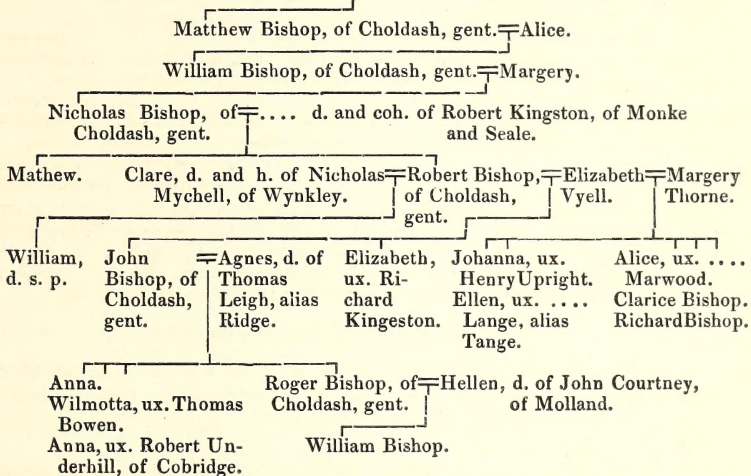 Matthew Bishop, of Choldash, gent.=Alice.
William Bishop, of Choldash, gent.=Margery.
Nicholas Bishop, of=.... d. and coh. of Robert Kingston, of Monke
Choldash, gent. and Seale.
Mathew. Clare, d. and h. of Nicholas=Robert Bishop,=Elizabeth=Margery
Mychell, of Wynkley. of Choldash, Vyell. Thorne.
gent.
William, John =Agnes, d. of Elizabeth, Johanna, ux. Alice, ux. ....
d. s. p. Bishop, of Thomas ux. Ri- Henry Upright. Marwood.
Choldash, Leigh, alias chard Ellen, ux. .... Clarice Bishop.
gent. Ridge. Kingeston. Lange, alias Richard Bishop.
Tange.
Anna. Roger Bishop, of=Hellen, d. of John Courtney,
Wilmotta, ux. Thomas Choldash, gent. of Molland.
Bowen.
Anna, ux. Robert Un- William Bishop.
derhill, of Cobridge.